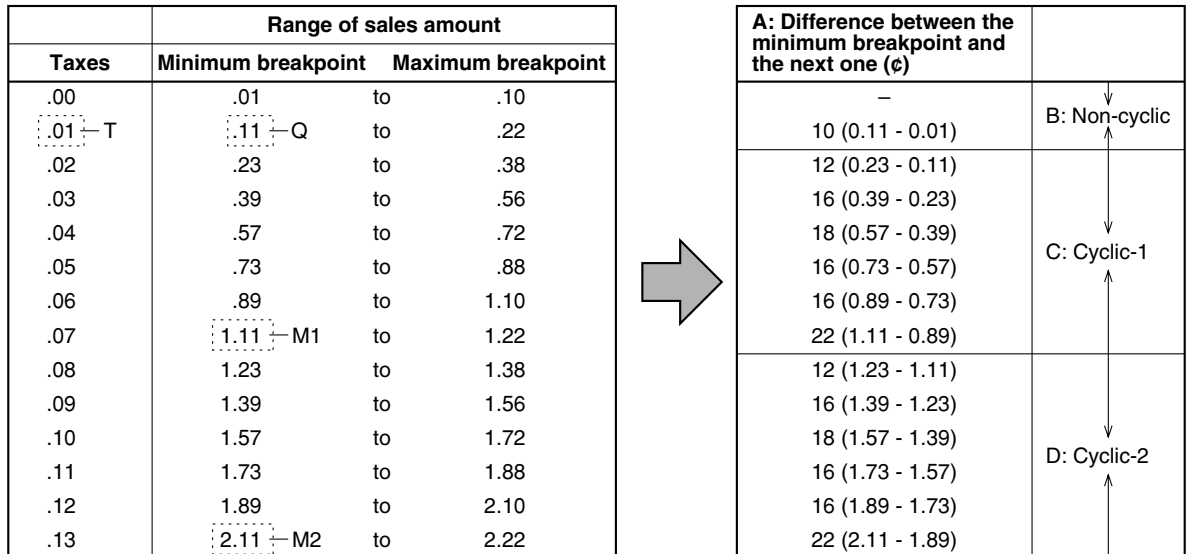 Range of sales amount
Taxes Minimum breakpoint Maximum breakpoint
.00 .01 to .10
.01 T .11 Q to .22
.02 .23 to .38
.03 .39 to .56
.04 .57 to .72
.05 .73 to .88
.06 .89 to 1.10
.07 1.11 M1 to 1.22
.08 1.23 to 1.38
.09 1.39 to 1.56
.10 1.57 to 1.72
.11 1.73 to 1.88
.12 1.89 to 2.10
.13 2.11 M2 to 2.22
A: Difference between the
minimum breakpoint and
the next one (¢)
–
B: Non-cyclic
10 (0.11 - 0.01)
12 (0.23 - 0.11)
16 (0.39 - 0.23)
18 (0.57 - 0.39)
C: Cyclic-1
16 (0.73 - 0.57)
16 (0.89 - 0.73)
22 (1.11 - 0.89)
12 (1.23 - 1.11)
16 (1.39 - 1.23)
18 (1.57 - 1.39)
D: Cyclic-2
16 (1.73 - 1.57)
16 (1.89 - 1.73)
22 (2.11 - 1.89)